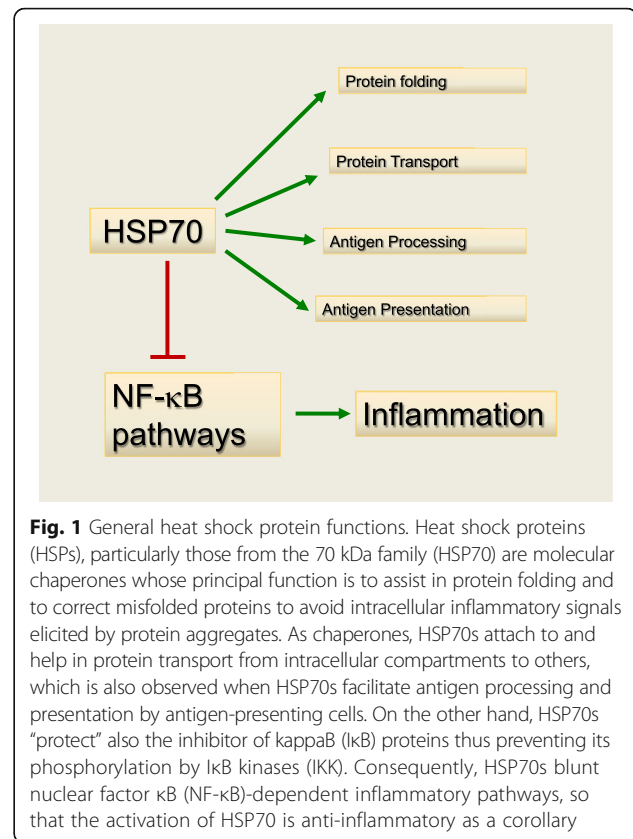 Protein folding
Protein Transport
HSP70
Antigen Processing
Antigen Presentation
NF-κB
pathways
Inflammation
Fig. 1 General heat shock protein functions. Heat shock proteins
(HSPs), particularly those from the 70 kDa family (HSP70) are molecular
chaperones whose principal function is to assist in protein folding and
to correct misfolded proteins to avoid intracellular inflammatory signals
elicited by protein aggregates. As chaperones, HSP70s attach to and
help in protein transport from intracellular compartments to others,
which is also observed when HSP70s facilitate antigen processing and
presentation by antigen-presenting cells. On the other hand, HSP70s
“protect” also the inhibitor of kappaB (IκB) proteins thus preventing its
phosphorylation by IκB kinases (IKK). Consequently, HSP70s blunt
nuclear factor κB (NF-κB)-dependent inflammatory pathways, so
that the activation of HSP70 is anti-inflammatory as a corollary